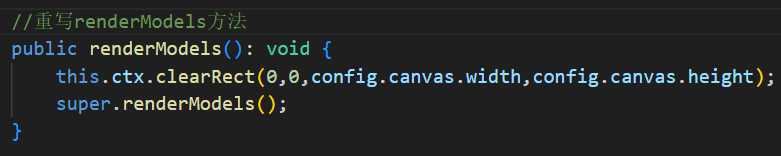 //重写renderModels方法
public renderModels(): void {
    this.ctx.clearRect(0,0,config.canvas.width,config.canvas.height);
    super.renderModels();
}